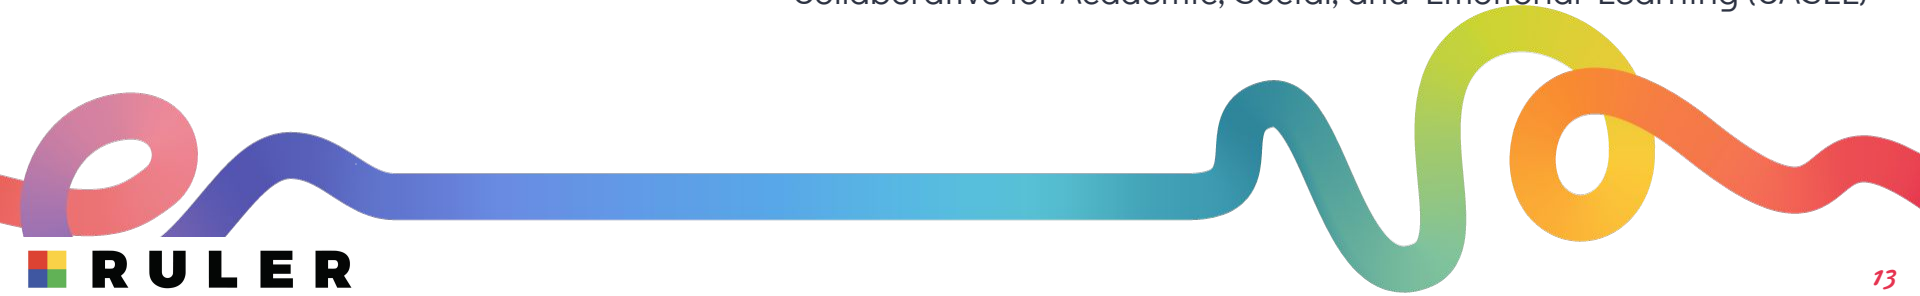 Collaborative for Academic, Social, and Emotional Learning (CASEL)
RULER
13